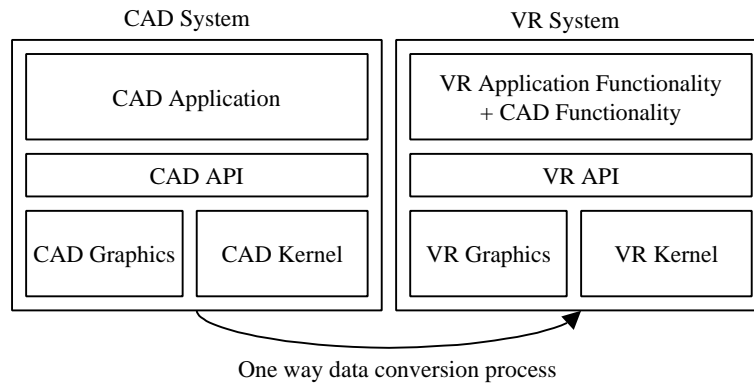 CAD System
VR System
CAD Application
VR Application Functionality
+ CAD Functionality
CAD API
VR API
CAD Graphics
CAD Kernel
VR Graphics
VR Kernel
One way data conversion process